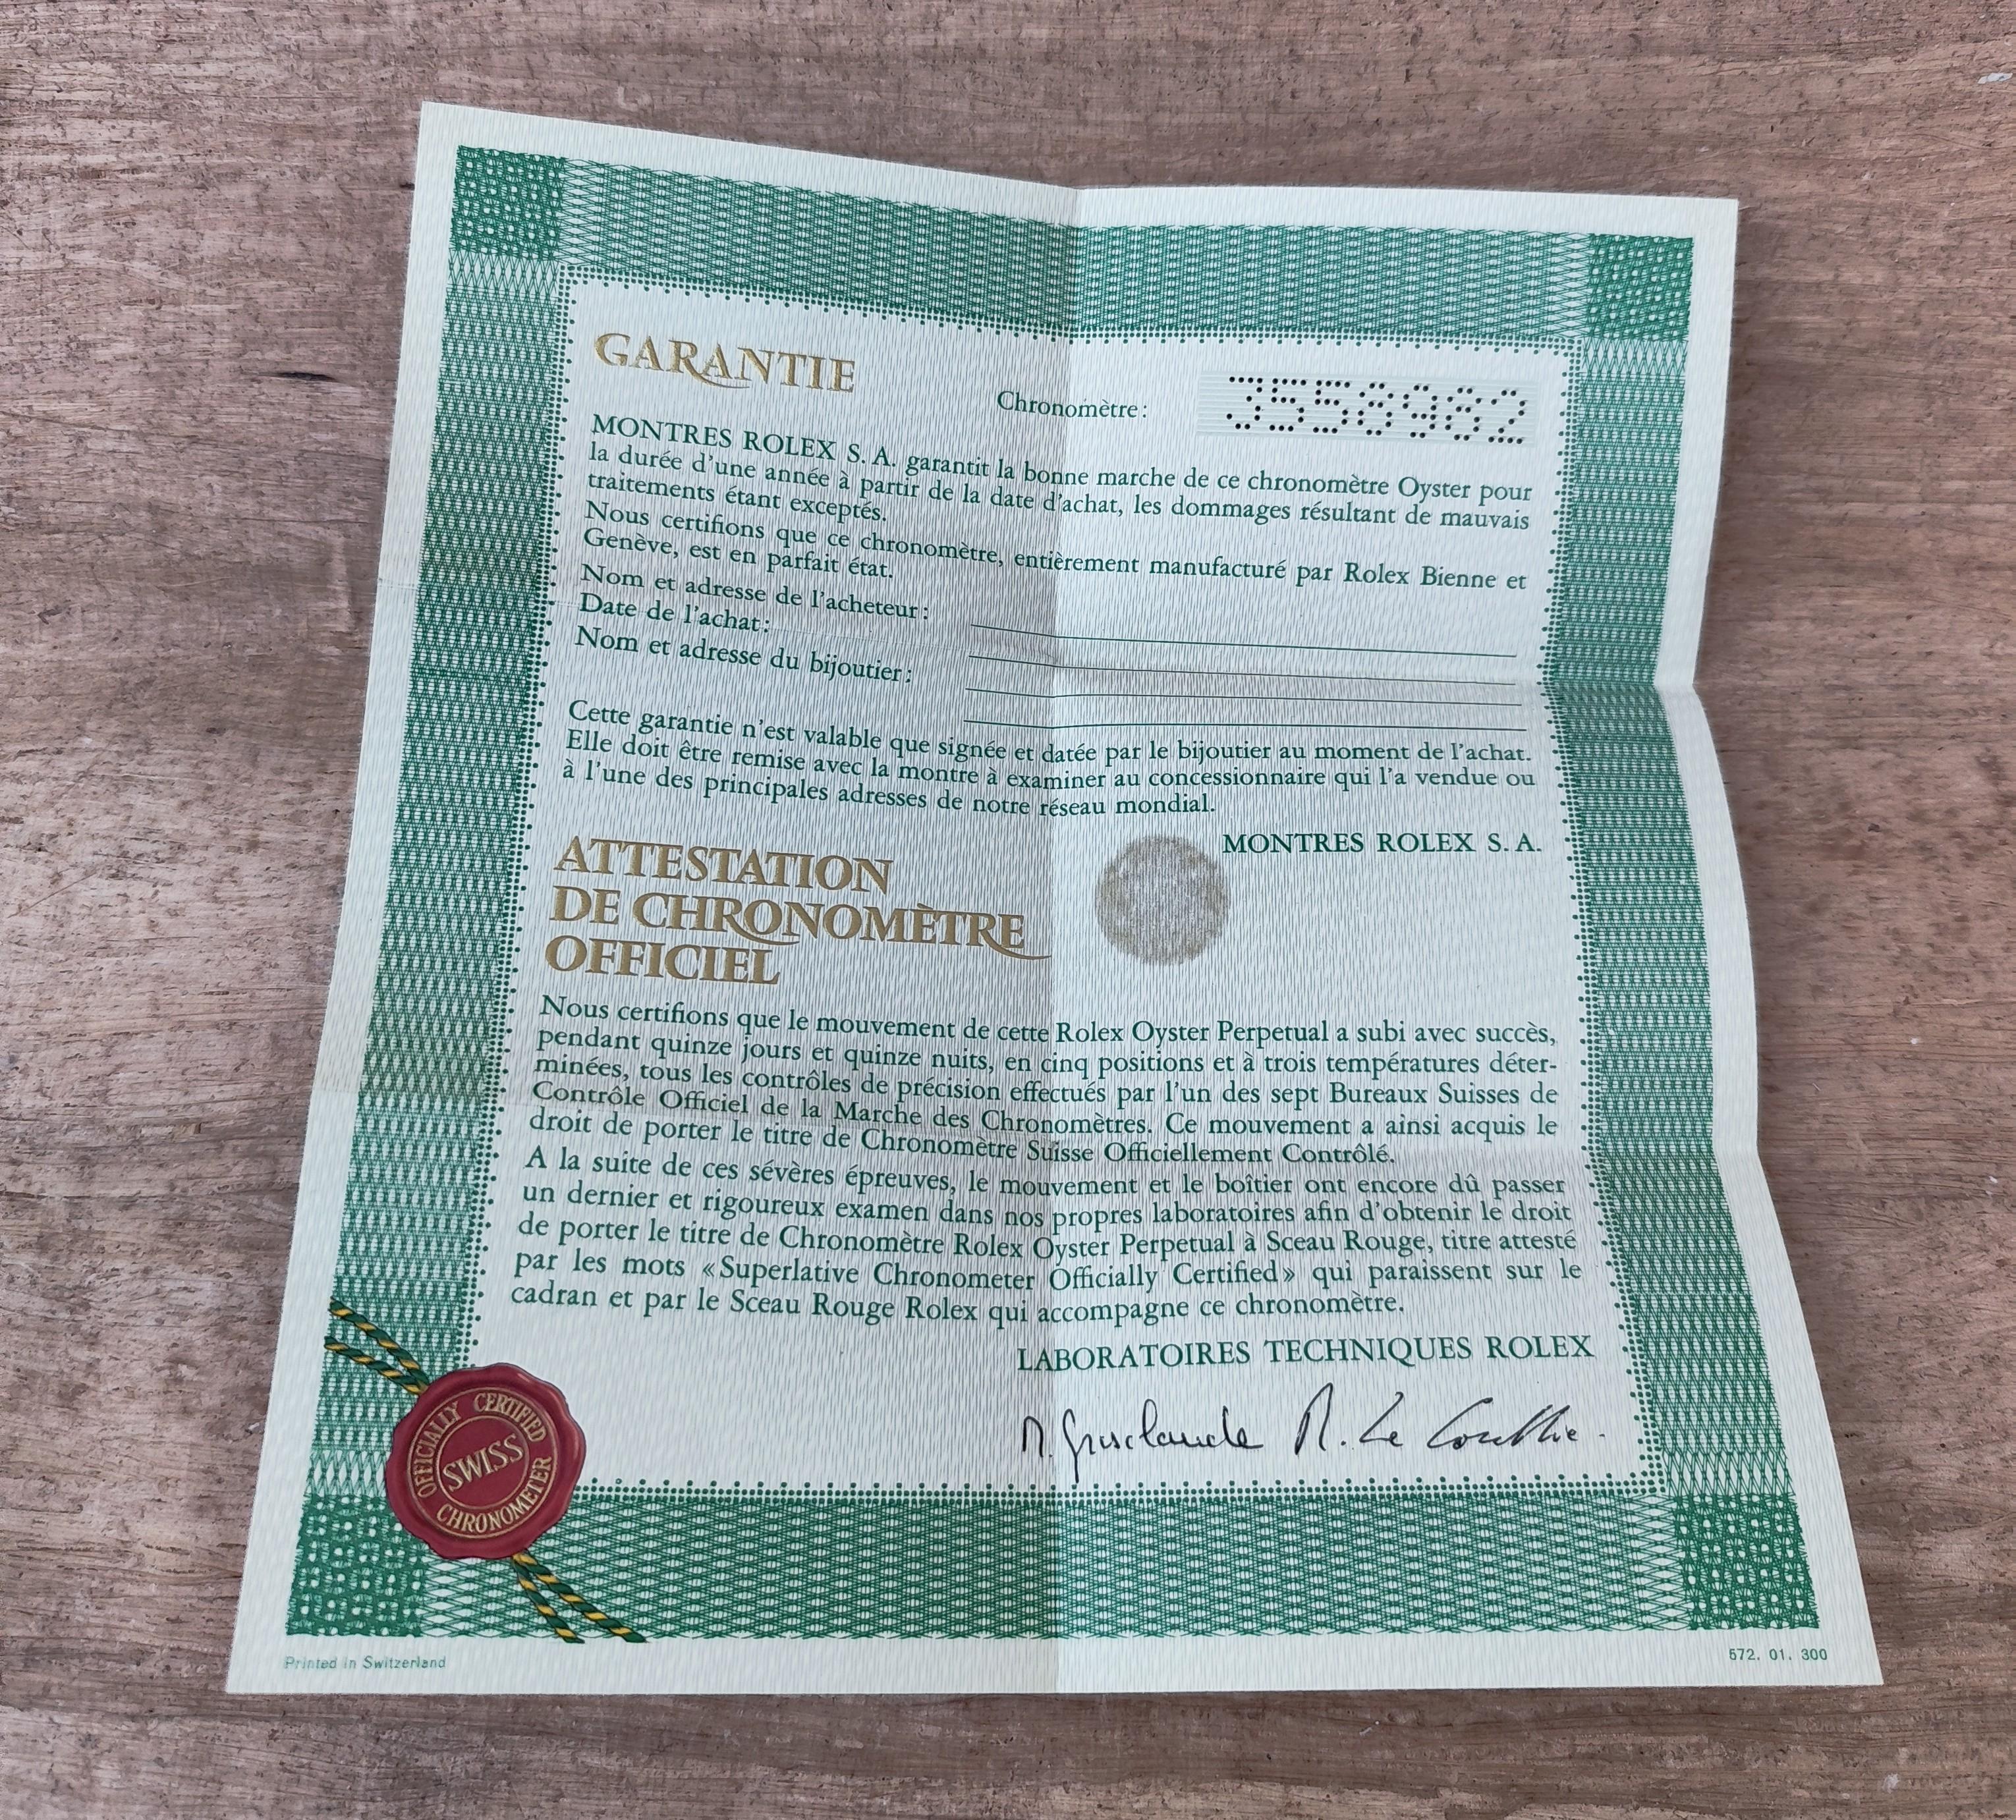 GARANTIE
Chronomètre: 3558982
MONTRES ROLEX S. A. garantit la bonne marche de ce chronomètre Oyster pour
la durée d'une année à partir de la date d'achat, les dommages résultant de mauvais
traitements étant exceptés.
Nous certifions que ce chronomètre, entièrement manufacturé par Rolex Bienne et
Genève, est en parfait état.
Nom et adresse de l'acheteur:
Date de l'achat:
Nom et adresse du bijoutier:
Cette garantie n'est valable que signée et datée par le bijoutier au moment de l'achat.
Elle doit être remise avec la montre à examiner au concessionnaire qui l'a vendue ou
à l'une des principales adresses de notre réseau mondial.
MONTRES ROLEX S. A.
ATTESTATION
DE CHRONOMÈTRE
OFFICIEL
Nous certifions que le mouvement de cette Rolex Oyster Perpetual a subi avec succès,
pendant quinze jours et quinze nuits, en cinq positions et à trois températures déter-
minées, tous les contrôles de précision effectués par l'un des sept Bureaux Suisses de
Contrôle Officiel de la Marche des Chronomètres. Ce mouvement a ainsi acquis le
droit de porter le titre de Chronomètre Suisse Officiellement Contrôlé.
A la suite de ces sévères épreuves, le mouvement et le boîtier ont encore dû passer
un dernier et rigoureux examen dans nos propres laboratoires afin d'obtenir le droit
de porter le titre de Chronomètre Rolex Oyster Perpetual à Sceau Rouge, titre attesté
par les mots «Superlative Chronometer Officially Certified» qui paraissent sur le
cadran et par le Sceau Rouge Rolex qui accompagne ce chronomètre.
LABORATOIRES TECHNIQUES ROLEX
OFFICIALLY CERTIFIED
SWISS
CHRONOMETER
Printed in Switzerland
572. 01. 300